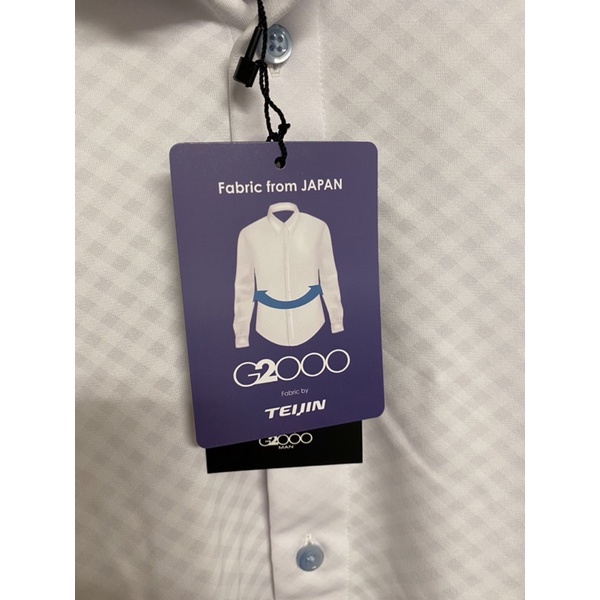 Fabric from JAPAN
G2000
Fabric by
TEIJIN
G2000
MAN